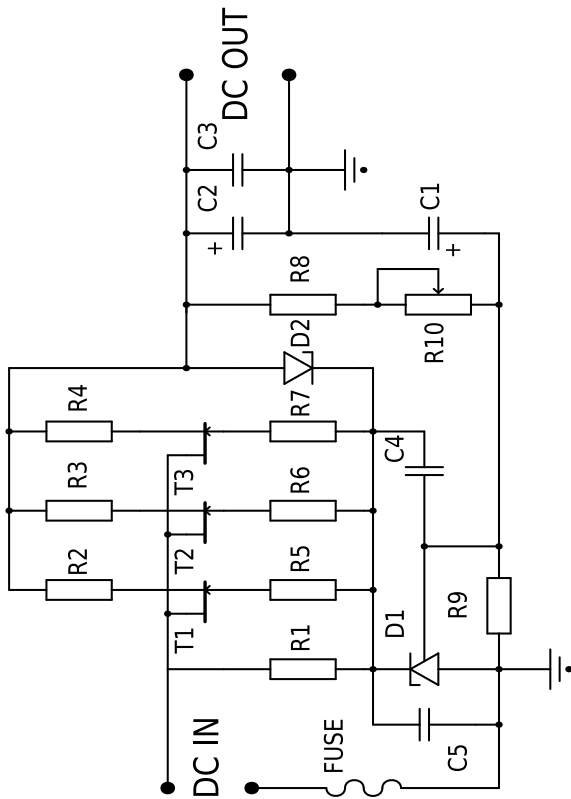 DC OUT
C3
C2
+
C1
+
R8
R10
D2
R4
R7
T3
C4
R3
R6
T2
R2
R5
D1
R9
T1
R1
DC IN
FUSE
C5